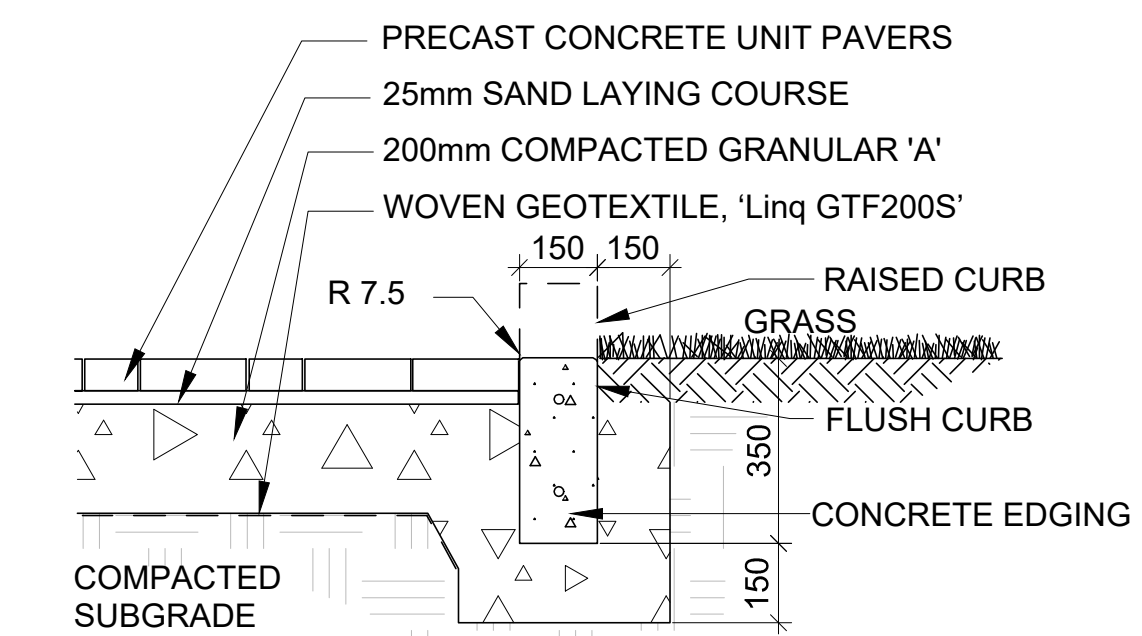 PRECAST CONCRETE UNIT PAVERS
25mm SAND LAYING COURSE
200mm COMPACTED GRANULAR 'A'
WOVEN GEOTEXTILE, ‘Linq GTF200S’
150 150
R 7.5
RAISED CURB
GRASS
FLUSH CURB
350
CONCRETE EDGING
150
COMPACTED
SUBGRADE